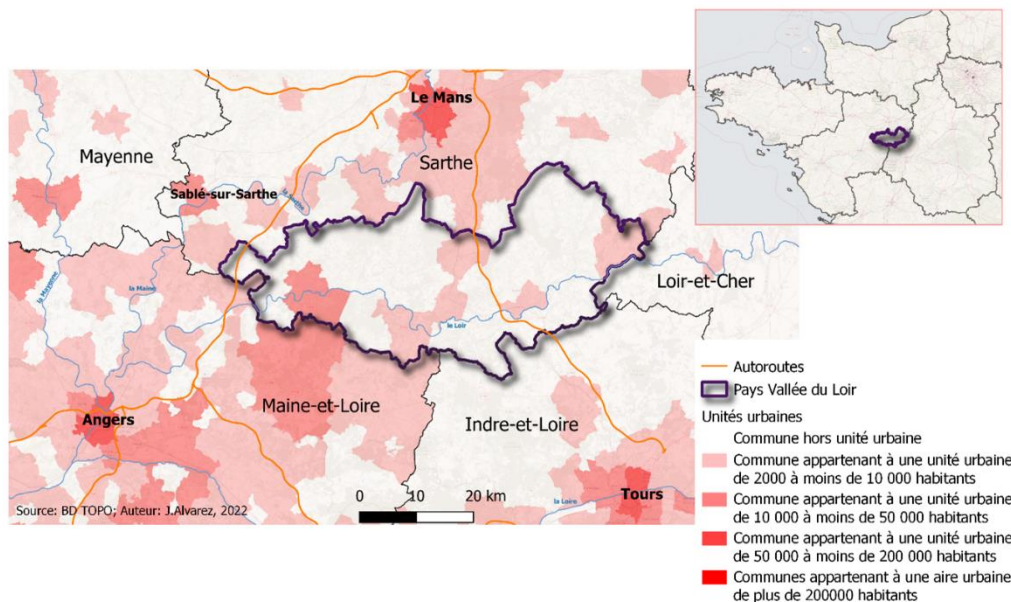 Le Mans
Mayenne
Sarthe
Sablé-sur-Sarthe
la Sarthe
Loir-et-Cher
la Mayenne
la Maine
le Loir
Maine-et-Loire
Indre-et-Loire
Angers
0 10 20 km
la Loire
Tours
Source: BD TOPO; Auteur: J.Alvarez, 2022
Autoroutes
Pays Vallée du Loir
Unités urbaines
Commune hors unité urbaine
Commune appartenant à une unité urbaine
de 2000 à moins de 10 000 habitants
Commune appartenant à une unité urbaine
de 10 000 à moins de 50 000 habitants
Commune appartenant à une unité urbaine
de 50 000 à moins de 200 000 habitants
Communes appartenant à une aire urbaine
de plus de 200000 habitants